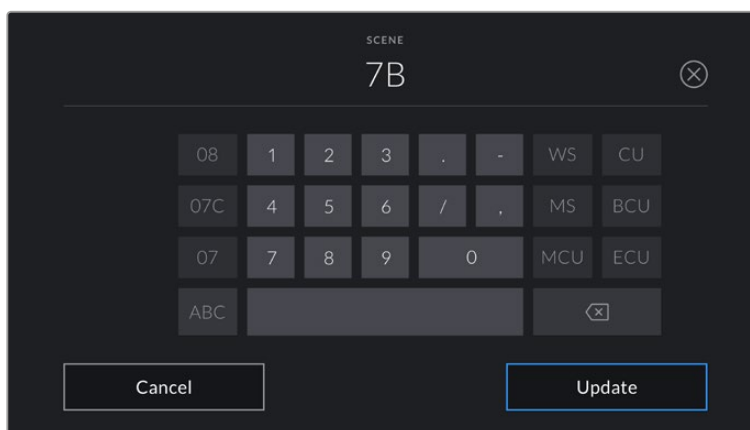 SCENE
7B
08 1 2 3 . - WS CU
07C 4 5 6 / , MS BCU
07 7 8 9 0 MCU ECU
ABC
Cancel Update